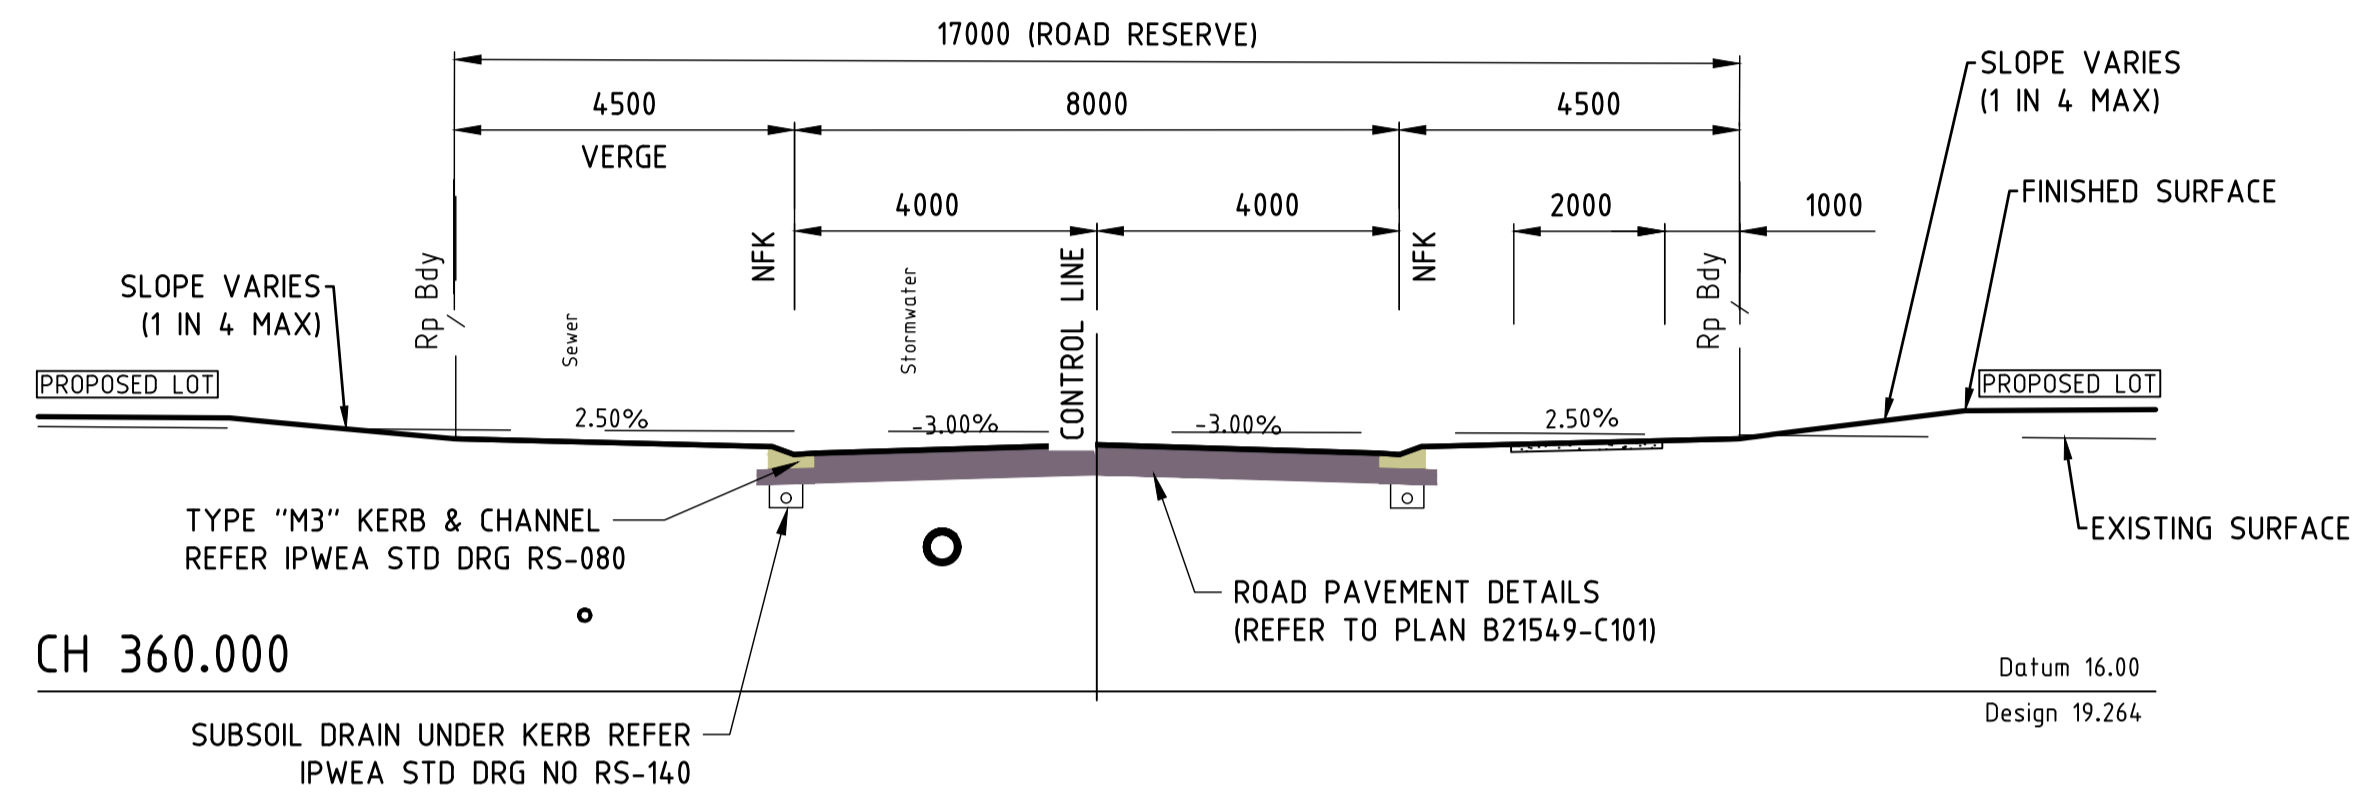 17000 (ROAD RESERVE)
SLOPE VARIES
(1 IN 4 MAX)
4500
8000
4500
VERGE
4000
4000
2000
1000
FINISHED SURFACE
NFK
NFK
Rp Bdy
Rp Bdy
CONTROL LINE
SLOPE VARIES
(1 IN 4 MAX)
Sewer
Stormwater
PROPOSED LOT
PROPOSED LOT
2.50%
-3.00%
-3.00%
2.50%
TYPE "M3" KERB & CHANNEL
REFER IPWEA STD DRG RS-080
EXISTING SURFACE
ROAD PAVEMENT DETAILS
(REFER TO PLAN B21549-C101)
CH 360.000
Datum 16.00
Design 19.264
SUBSOIL DRAIN UNDER KERB REFER
IPWEA STD DRG NO RS-140